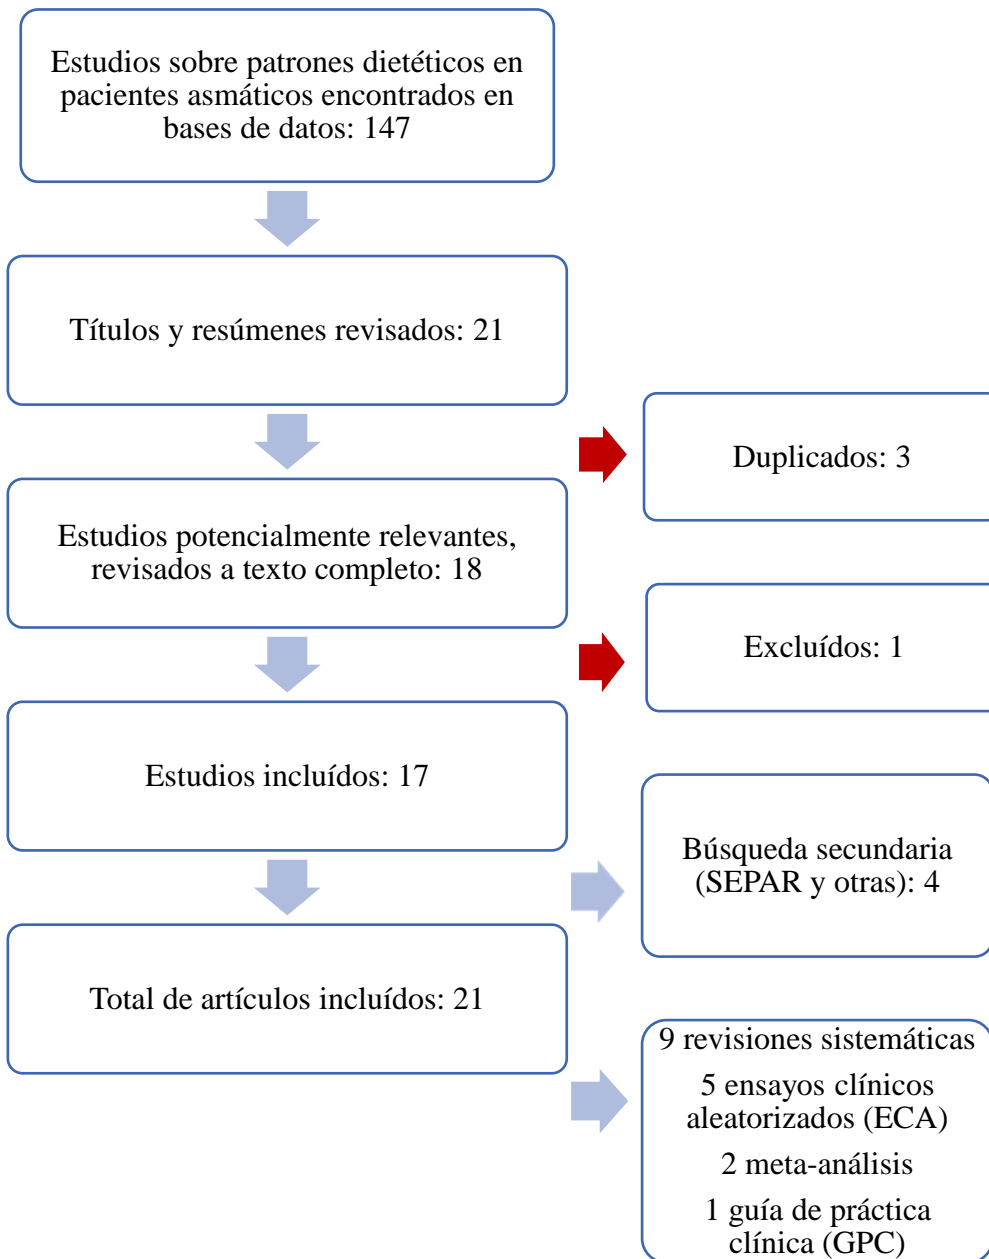 Estudios sobre patrones dietéticos en
pacientes asmáticos encontrados en
bases de datos: 147
Títulos y resúmenes revisados: 21
Duplicados: 3
Estudios potencialmente relevantes,
revisados a texto completo: 18
Excluídos: 1
Estudios incluídos: 17
Búsqueda secundaria
(SEPAR y otras): 4
Total de artículos incluídos: 21
9 revisiones sistemáticas
5 ensayos clínicos
aleatorizados (ECA)
2 meta-análisis
1 guía de práctica
clínica (GPC)